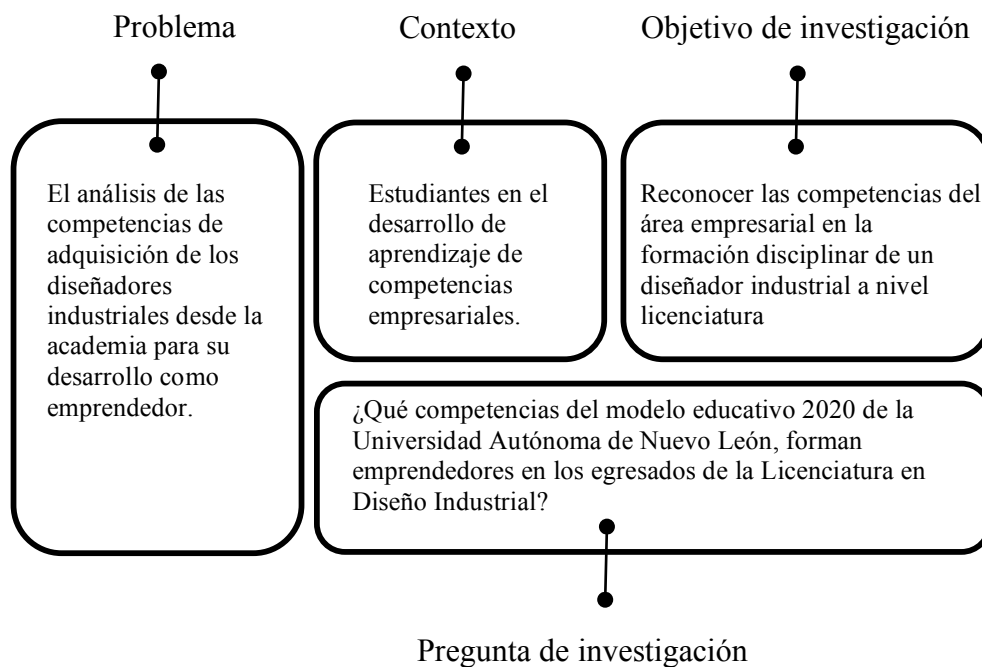 Problema
El análisis de las
competencias de
adquisición de los
diseñadores
industriales desde la
academia para su
desarrollo como
emprendedor.
Contexto
Estudiantes en el
desarrollo de
aprendizaje de
competencias
empresariales.
Objetivo de investigación
Reconocer las competencias del
área empresarial en la
formación disciplinar de un
diseñador industrial a nivel
licenciatura
¿Qué competencias del modelo educativo 2020 de la
Universidad Autónoma de Nuevo León, forman
emprendedores en los egresados de la Licenciatura en
Diseño Industrial?
Pregunta de investigación